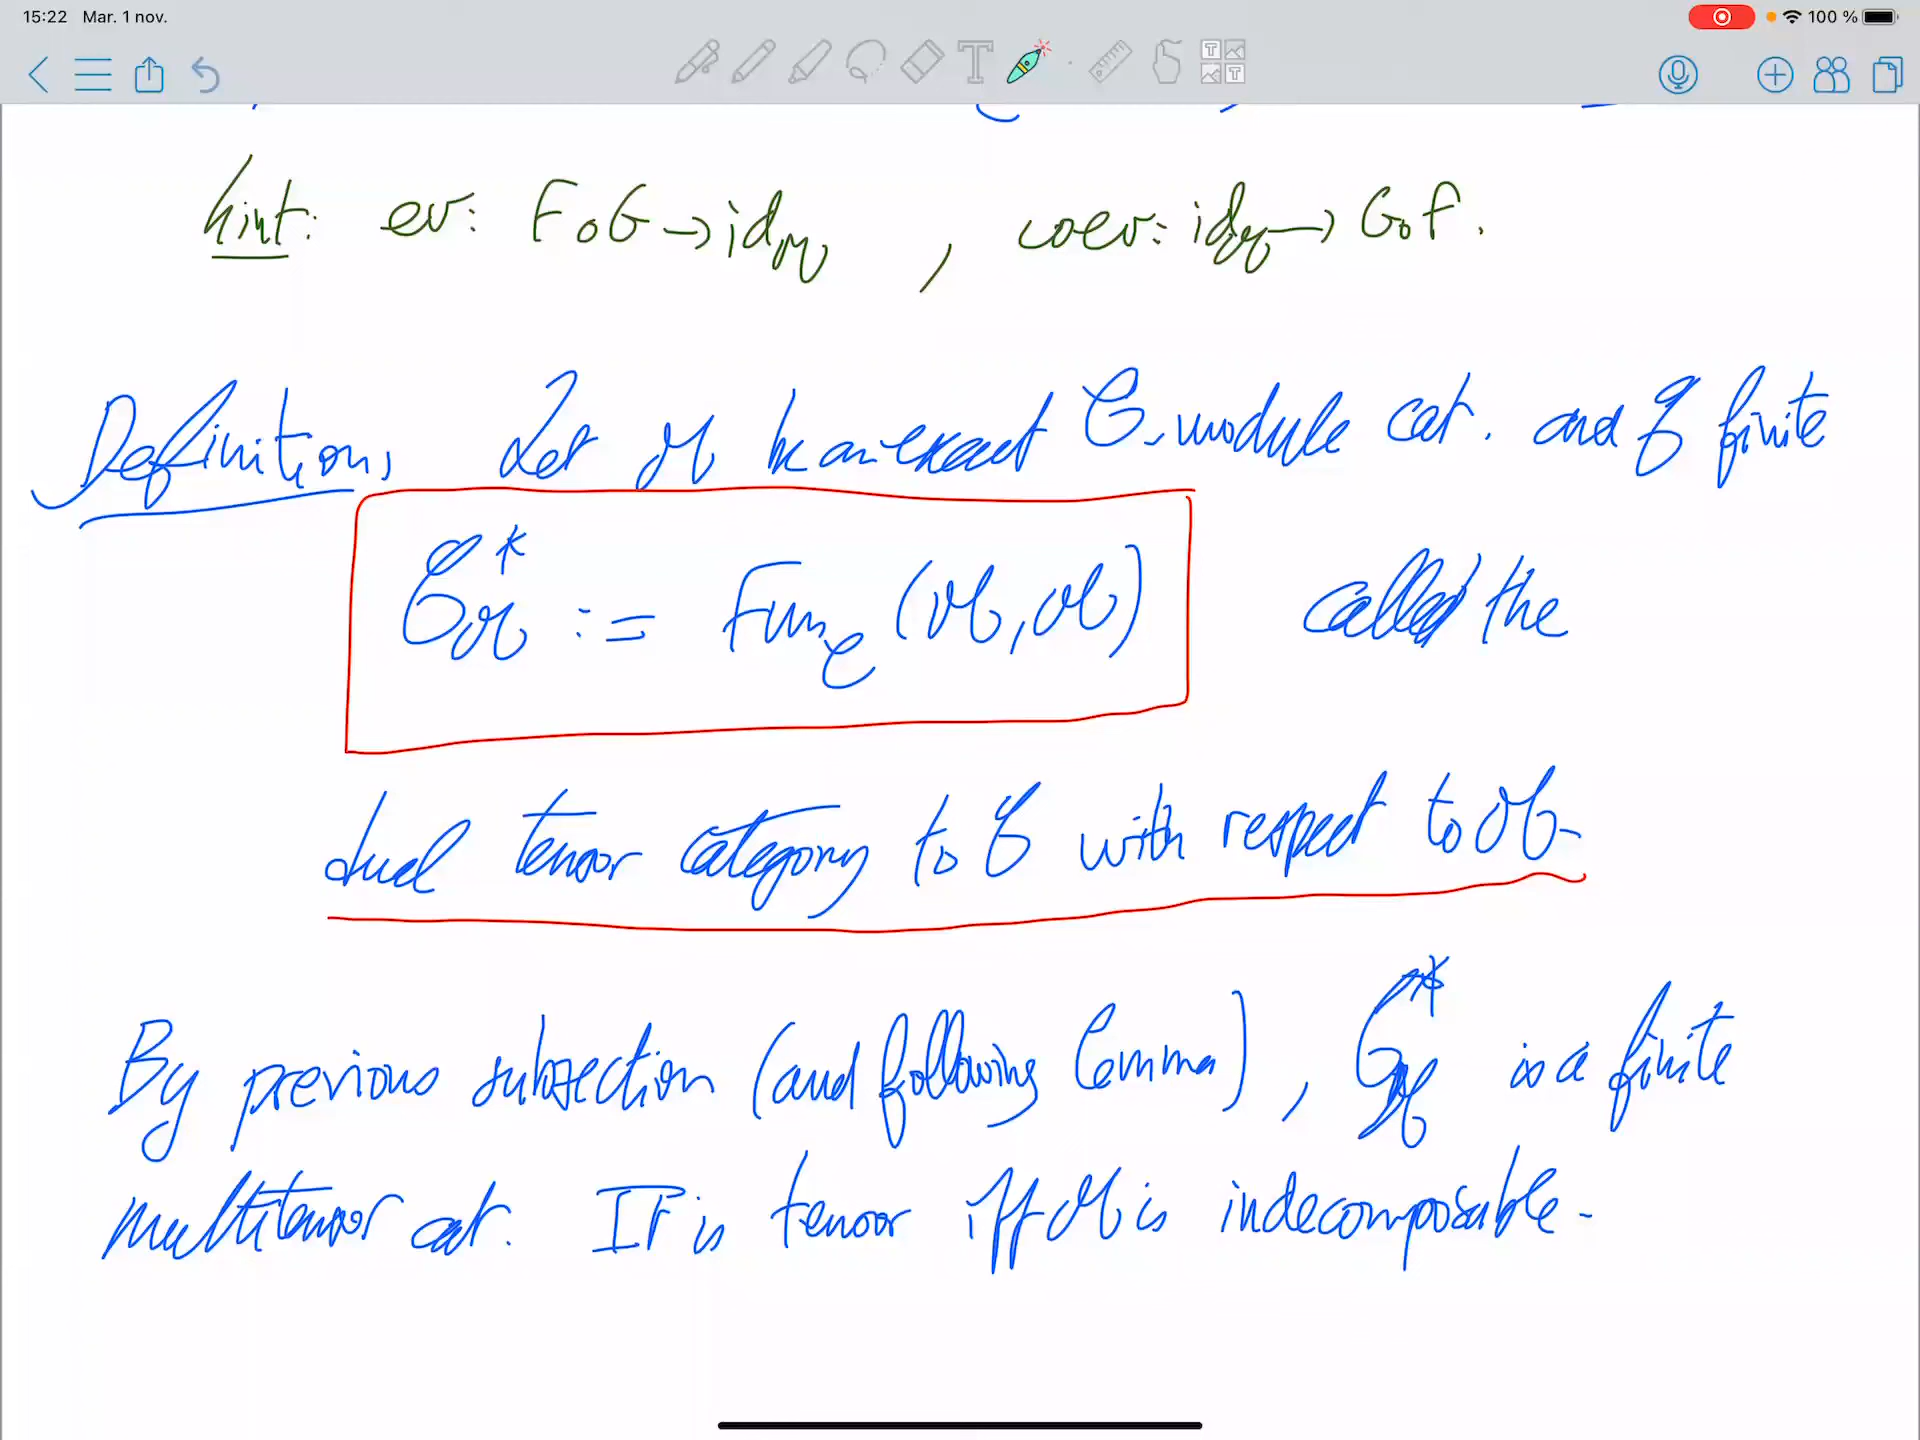 15:22 Mar. 1 nov. 100 %
hint: ev: F∘G → id_M , coev: id_M → G∘F.
Definition: Let M be an exact C-module cat. and C finite
C*_M := Fun_C (M, M) called the
dual tensor category to C with respect to M.
By previous subsection (and following lemma), C*_M is a finite
multitensor cat. It is tensor iff M is indecomposable.